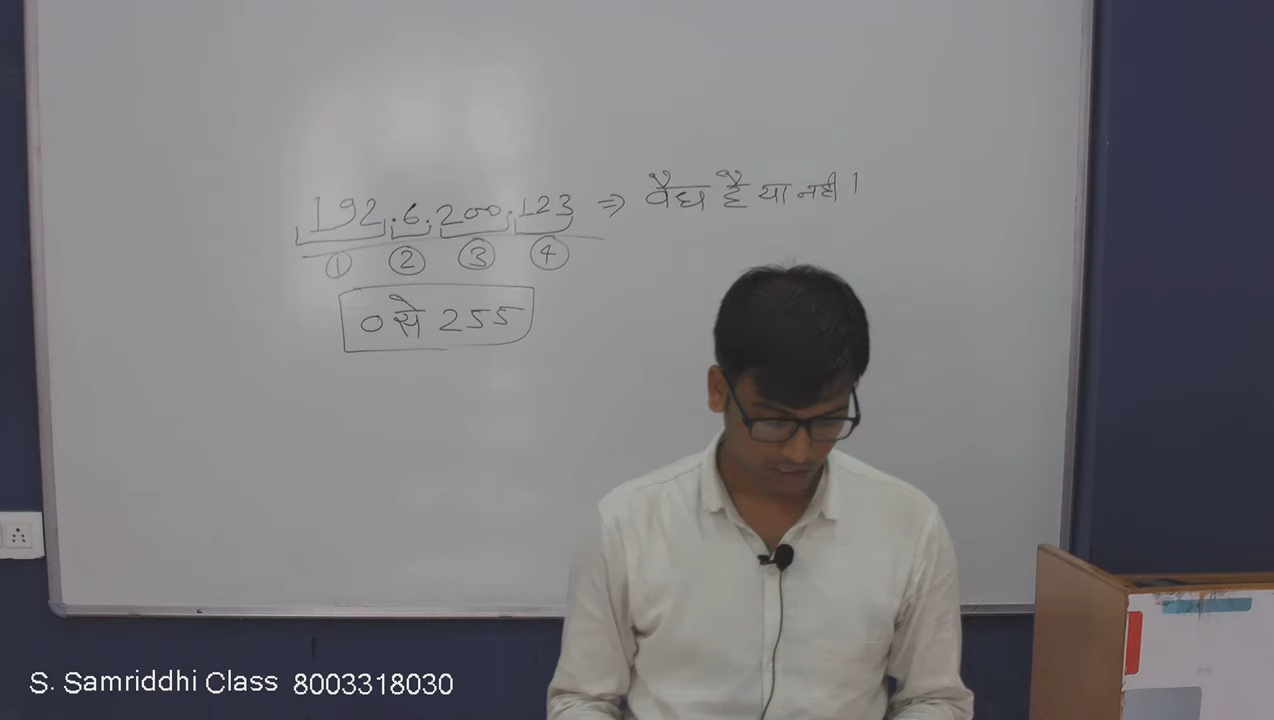 192.6.200.123 ⇒ वैध है या नही।
① ② ③ ④
0 से 255
S. Samriddhi Class 8003318030